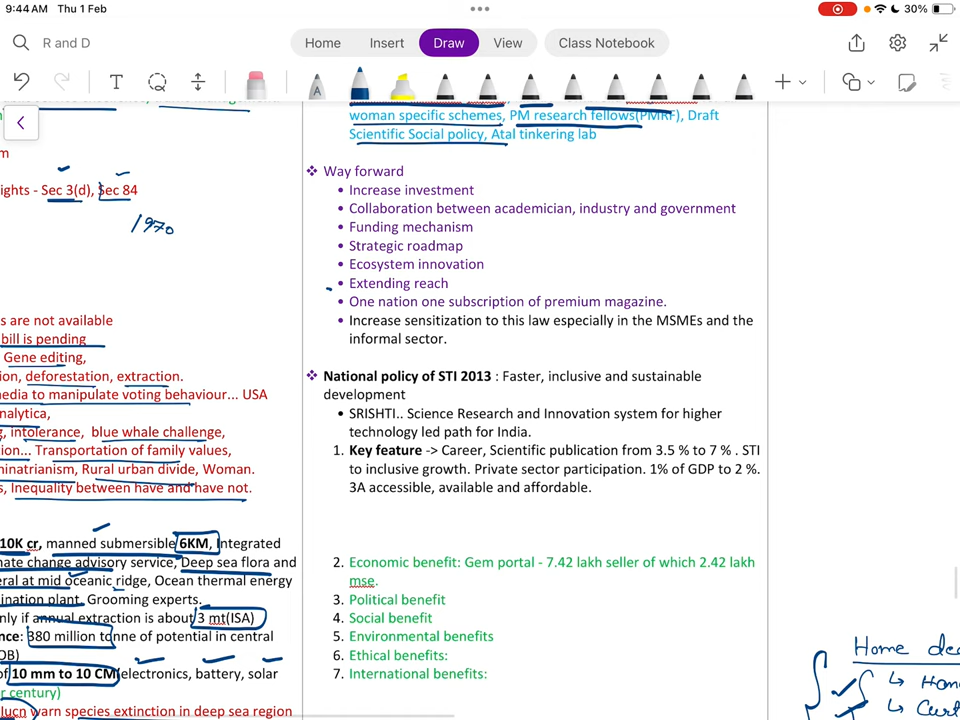 9:44 AM Thu 1 Feb
30%
R and D
Home Insert Draw View Class Notebook
woman specific schemes, PM research fellows(PMRF), Draft
Scientific Social policy, Atal tinkering lab
m
ights - Sec 3(d), Sec 84
1970
s are not available
bill is pending
Gene editing,
ion, deforestation, extraction.
nedia to manipulate voting behaviour... USA
nalytica,
g, intolerance, blue whale challenge,
ion... Transportation of family values,
ninatrianism, Rural urban divide, Woman.
s, Inequality between have and have not.
10K cr, manned submersible 6KM, Integrated
nate change advisory service, Deep sea flora and
eral at mid oceanic ridge, Ocean thermal energy
ination plant. Grooming experts.
only if annual extraction is about 3 mt(ISA)
nce: 380 million tonne of potential in central
OB)
of 10 mm to 10 CM(electronics, battery, solar
r century)
Iucn warn species extinction in deep sea region
❖ Way forward
• Increase investment
• Collaboration between academician, industry and government
• Funding mechanism
• Strategic roadmap
• Ecosystem innovation
• Extending reach
• One nation one subscription of premium magazine.
• Increase sensitization to this law especially in the MSMEs and the
informal sector.
❖ National policy of STI 2013 : Faster, inclusive and sustainable
development
• SRISHTI.. Science Research and Innovation system for higher
technology led path for India.
1. Key feature -> Career, Scientific publication from 3.5 % to 7 % . STI
to inclusive growth. Private sector participation. 1% of GDP to 2 %.
3A accessible, available and affordable.
2. Economic benefit: Gem portal - 7.42 lakh seller of which 2.42 lakh
mse.
3. Political benefit
4. Social benefit
5. Environmental benefits
6. Ethical benefits:
7. International benefits:
Home dec
↳ Hom
↳ Curt